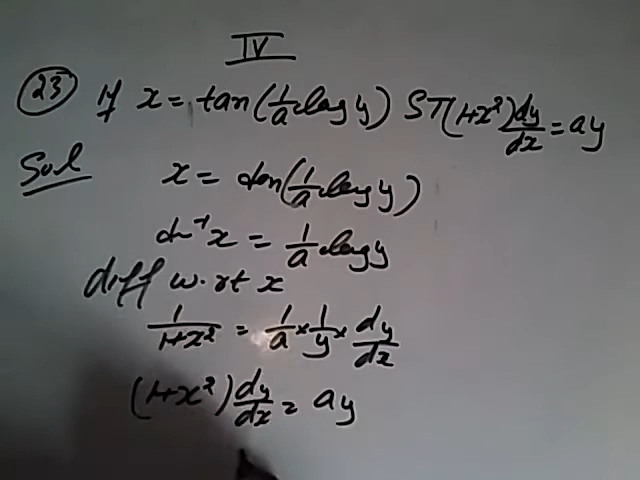 IV
(23) If x = tan(1/a log y) ST (1+x²) dy/dx = ay
Sol x = tan(1/a log y)
tan⁻¹x = 1/a log y
diff w.r.t x
1/1+x² = 1/a × 1/y × dy/dx
(1+x²) dy/dx = ay